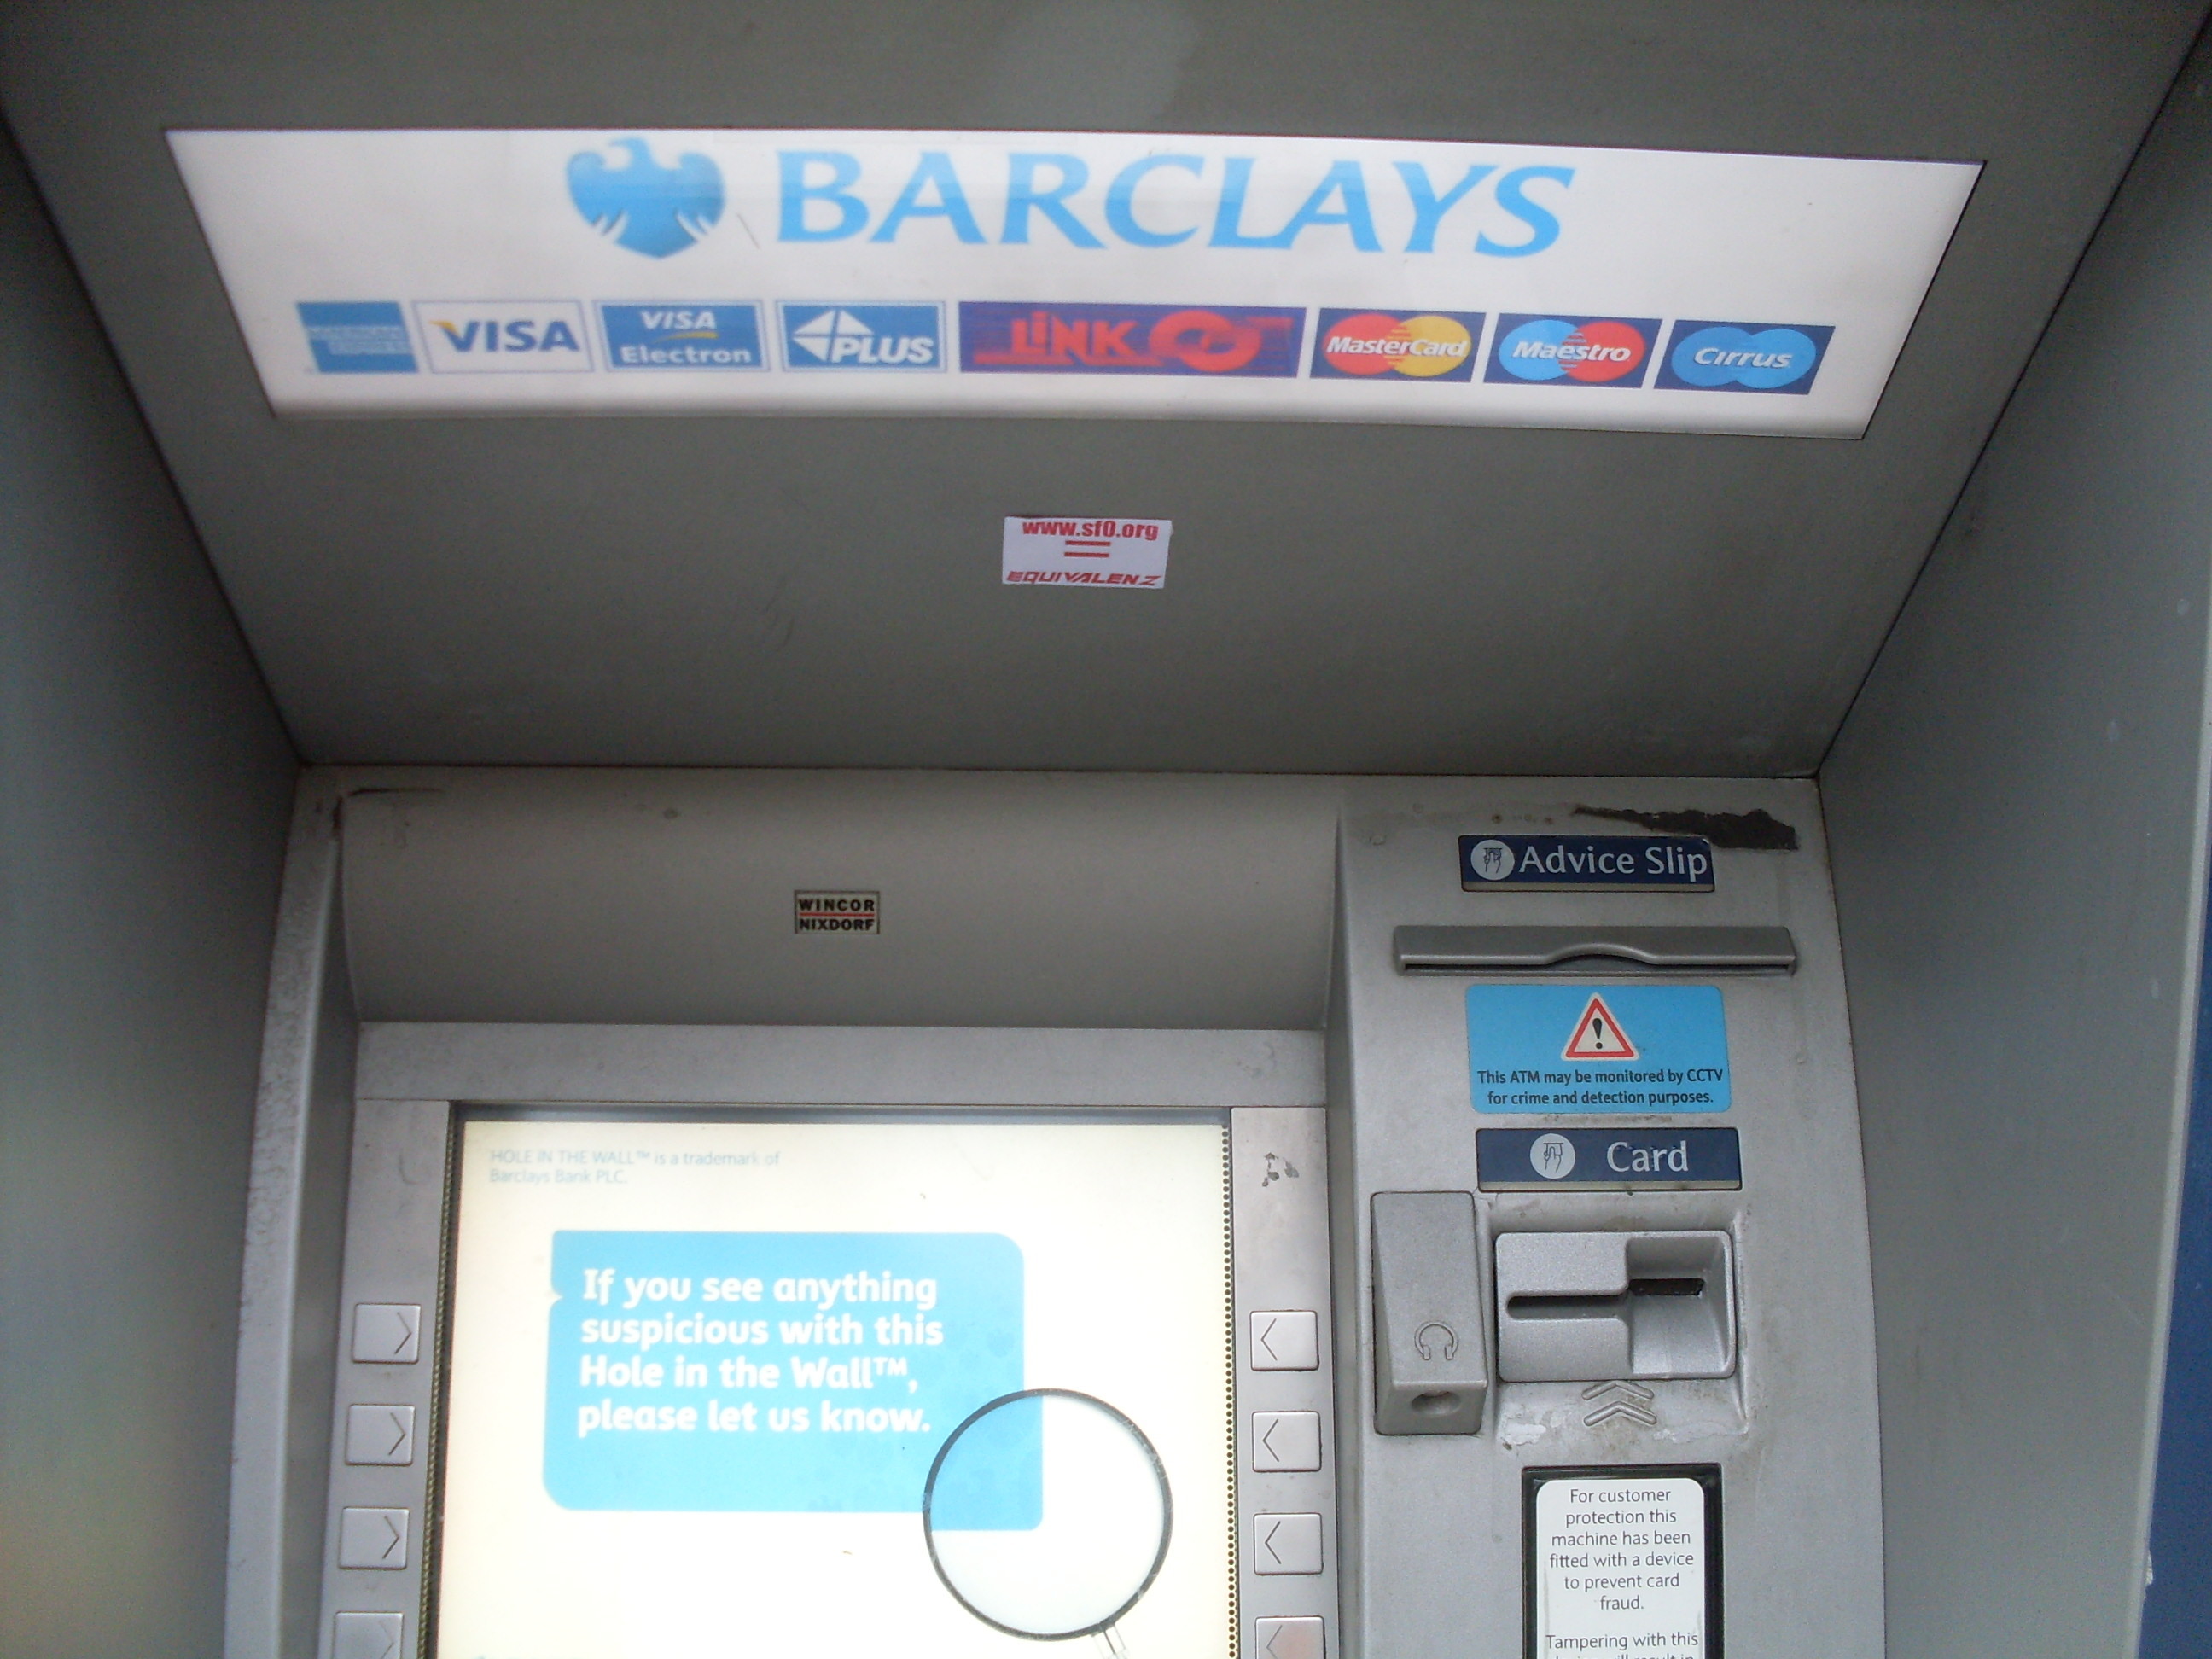 BARCLAYS
AMERICAN EXPRESS
VISA
VISA
Electron
PLUS
LINK
MasterCard
Maestro
Cirrus
www.sf0.org
=
EQUIVALENZ
WINCOR
NIXDORF
Advice Slip
This ATM may be monitored by CCTV
for crime and detection purposes.
Card
HOLE IN THE WALL™ is a trademark of
Barclays Bank PLC.
If you see anything
suspicious with this
Hole in the Wall™,
please let us know.
For customer
protection this
machine has been
fitted with a device
to prevent card
fraud.
Tampering with this